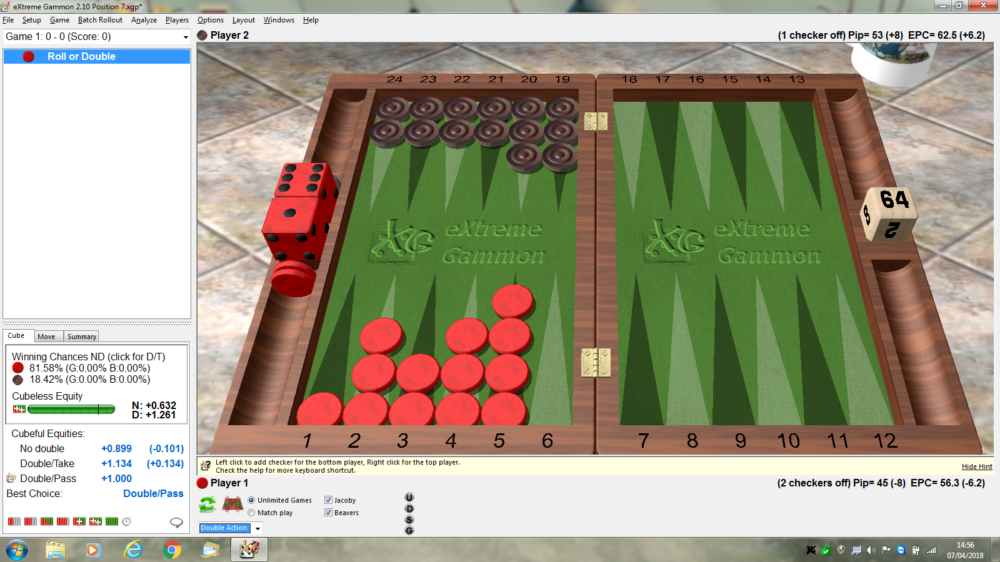 eXtreme Gammon 2.10 Position 7.xgp*
File Setup Game Batch Rollout Analyze Players Options Layout Windows Help
Game 1: 0 - 0 (Score: 0)
Player 2 (1 checker off) Pip= 53 (+8) EPC= 62.5 (+6.2)
Roll or Double
24 23 22 21 20 19 18 17 16 15 14 13
64
8
2
eXtreme Gammon
eXtreme Gammon
XG
XG
1 2 3 4 5 6 7 8 9 10 11 12
Cube Move Summary
Winning Chances ND (click for D/T)
81.58% (G:0.00% B:0.00%)
18.42% (G:0.00% B:0.00%)
Cubeless Equity
N: +0.632
D: +1.261
Cubeful Equities:
No double +0.899 (-0.101)
Double/Take +1.134 (+0.134)
Double/Pass +1.000
Best Choice: Double/Pass
Left click to add checker for the bottom player, Right click for the top player.
Check the help for more keyboard shortcut.
Hide Hint
Player 1 (2 checkers off) Pip= 45 (-8) EPC= 56.3 (-6.2)
Unlimited Games Jacoby
Match play Beavers
Double Action
U
D
S
G
14:56
07/04/2018